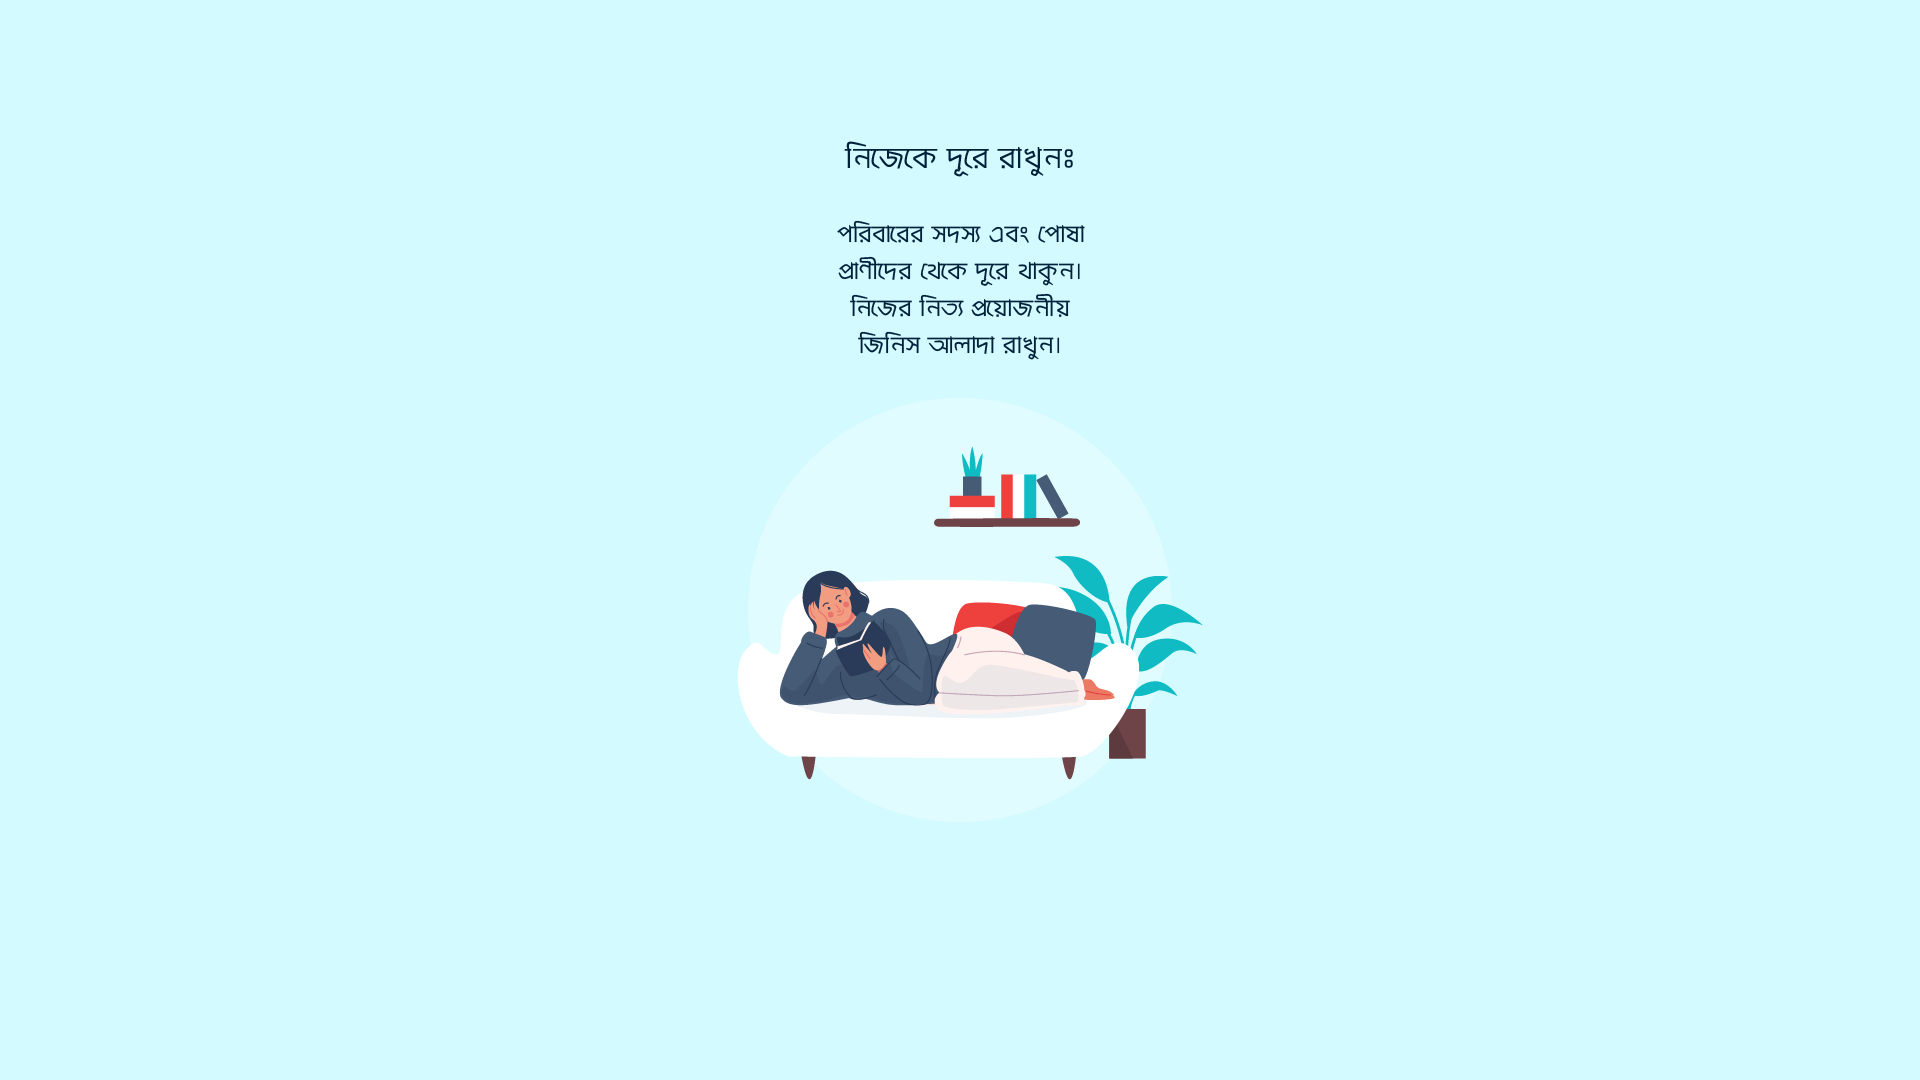 নিজেকে দূরে রাখুনঃ
পরিবারের সদস্য এবং পোষা
প্রাণীদের থেকে দূরে থাকুন।
নিজের নিত্য প্রয়োজনীয়
জিনিস আলাদা রাখুন।